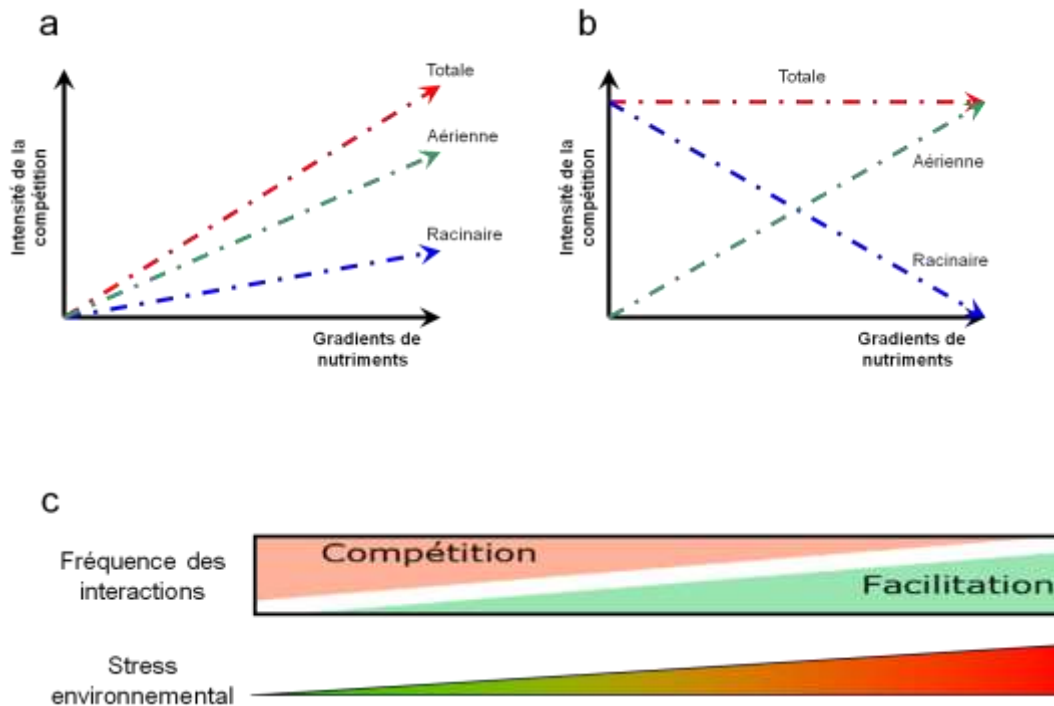 a
Totale
Aérienne
Racinaire
Intensité de la
compétition
Gradients de
nutriments
b
Totale
Aérienne
Racinaire
Intensité de la
compétition
Gradients de
nutriments
c
Fréquence des
interactions
Compétition
Facilitation
Stress
environnemental